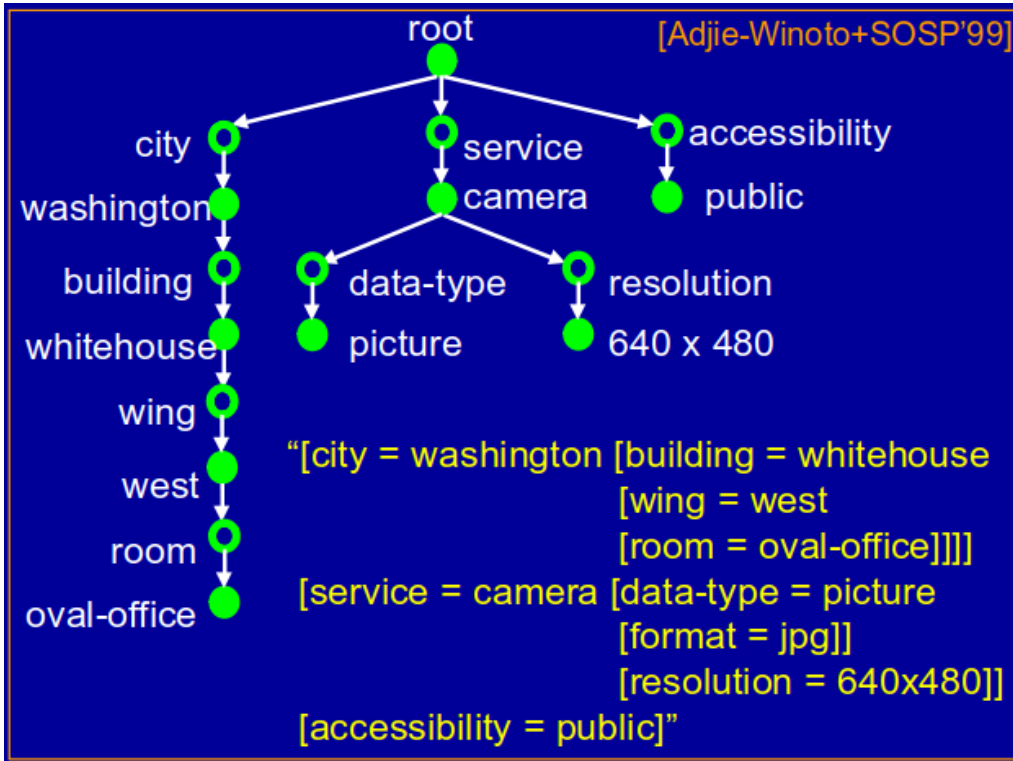 root
[Adjie-Winoto+SOSP'99]
city
service
accessibility
washington
camera
public
building
data-type
resolution
whitehouse
picture
640 x 480
wing
west
room
oval-office
“[city = washington [building = whitehouse
[wing = west
[room = oval-office]]]]
[service = camera [data-type = picture
[format = jpg]]
[resolution = 640x480]]
[accessibility = public]”